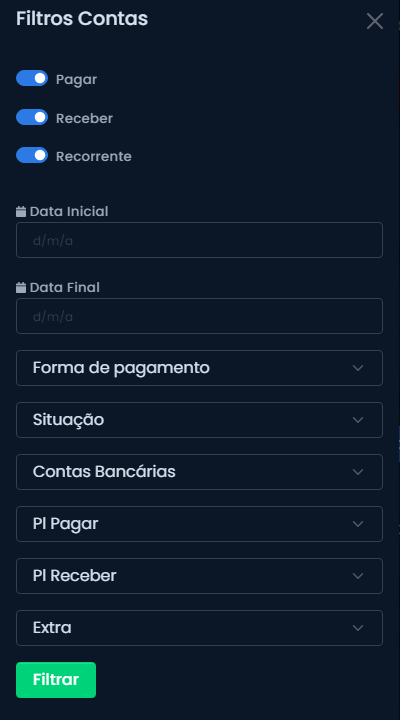 Filtros Contas
Pagar
Receber
Recorrente
Data Inicial
d/m/a
Data Final
d/m/a
Forma de pagamento
Situação
Contas Bancárias
Pl Pagar
Pl Receber
Extra
Filtrar